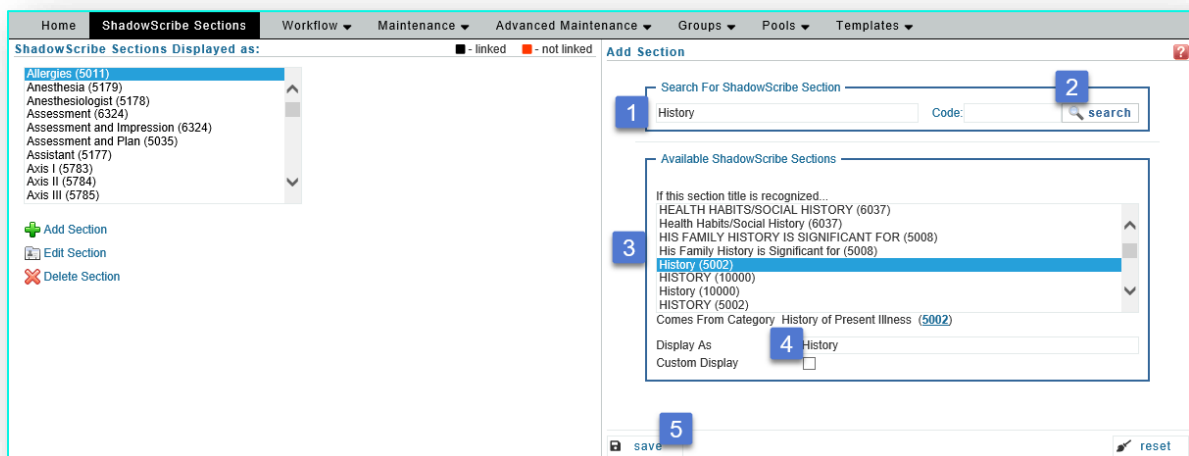 Home ShadowScribe Sections Workflow Maintenance Advanced Maintenance Groups Pools Templates
ShadowScribe Sections Displayed as: - linked - not linked
Allergies (5011)
Anesthesia (5179)
Anesthesiologist (5178)
Assessment (6324)
Assessment and Impression (6324)
Assessment and Plan (5035)
Assistant (5177)
Axis I (5783)
Axis II (5784)
Axis III (5785)
Add Section
Edit Section
Delete Section
Add Section ?
Search For ShadowScribe Section 2
1 History Code: search
Available ShadowScribe Sections
If this section title is recognized...
HEALTH HABITS/SOCIAL HISTORY (6037)
Health Habits/Social History (6037)
HIS FAMILY HISTORY IS SIGNIFICANT FOR (5008)
3 His Family History is Significant for (5008)
History (5002)
HISTORY (10000)
History (10000)
HISTORY (5002)
Comes From Category History of Present Illness (5002)
Display As 4 History
Custom Display
5
save reset